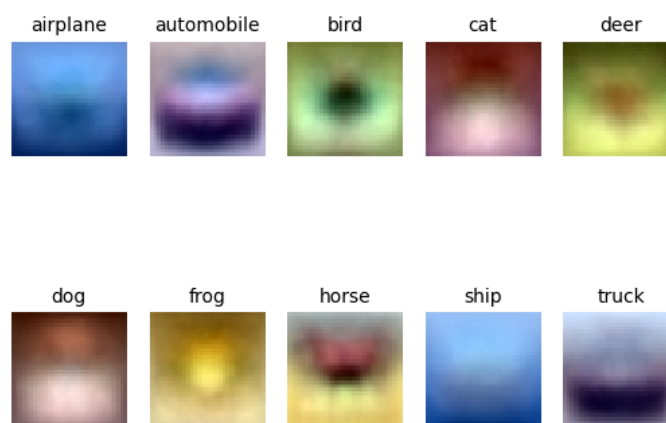 airplane automobile bird cat deer
dog frog horse ship truck